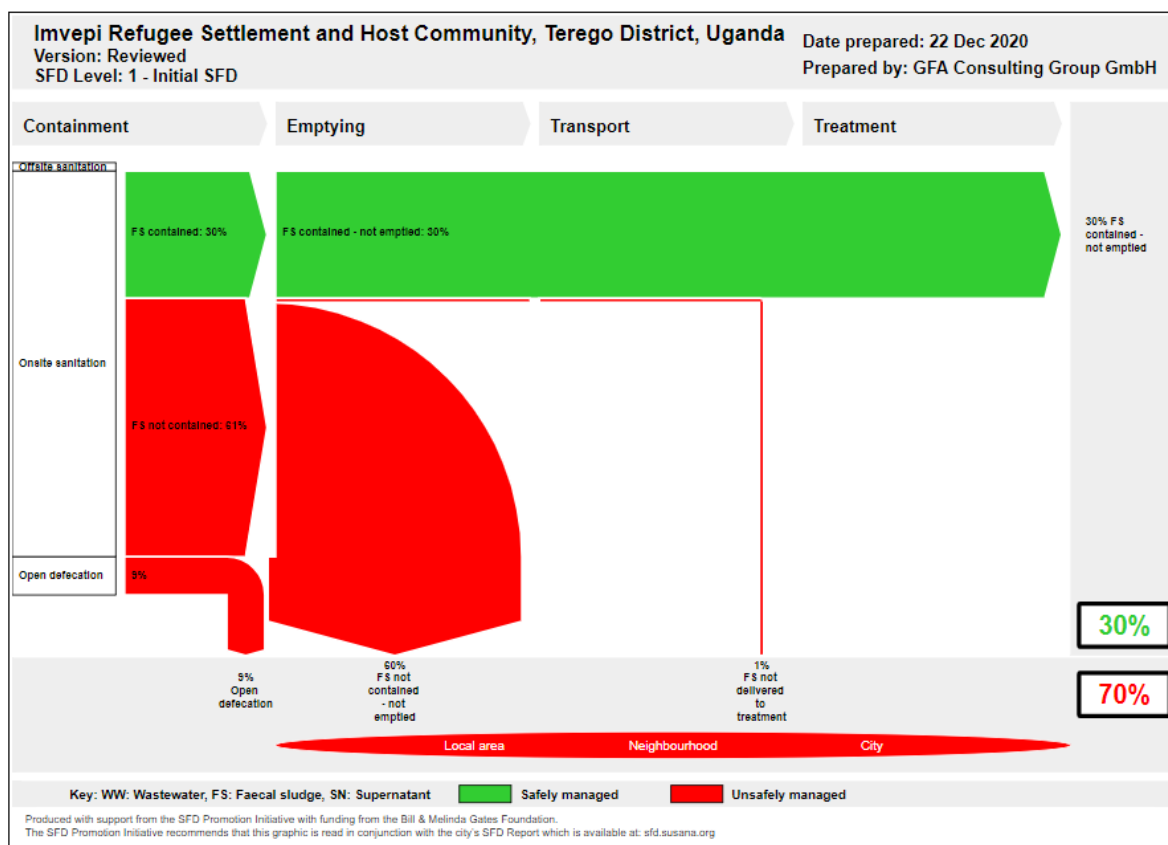 Imvepi Refugee Settlement and Host Community, Terego District, Uganda
Version: Reviewed
SFD Level: 1 - Initial SFD
Date prepared: 22 Dec 2020
Prepared by: GFA Consulting Group GmbH
Containment
Emptying
Transport
Treatment
Offsite sanitation
FS contained: 30%
FS contained - not emptied: 30%
30% FS
contained -
not emptied
Onsite sanitation
FS not contained: 61%
Open defecation
9%
30%
9%
Open
defecation
60%
FS not
contained
- not
emptied
1%
FS not
delivered
to
treatment
70%
Local area
Neighbourhood
City
Key: WW: Wastewater, FS: Faecal sludge, SN: Supernatant
Safely managed
Unsafely managed
Produced with support from the SFD Promotion Initiative with funding from the Bill & Melinda Gates Foundation.
The SFD Promotion Initiative recommends that this graphic is read in conjunction with the city's SFD Report which is available at: sfd.susana.org